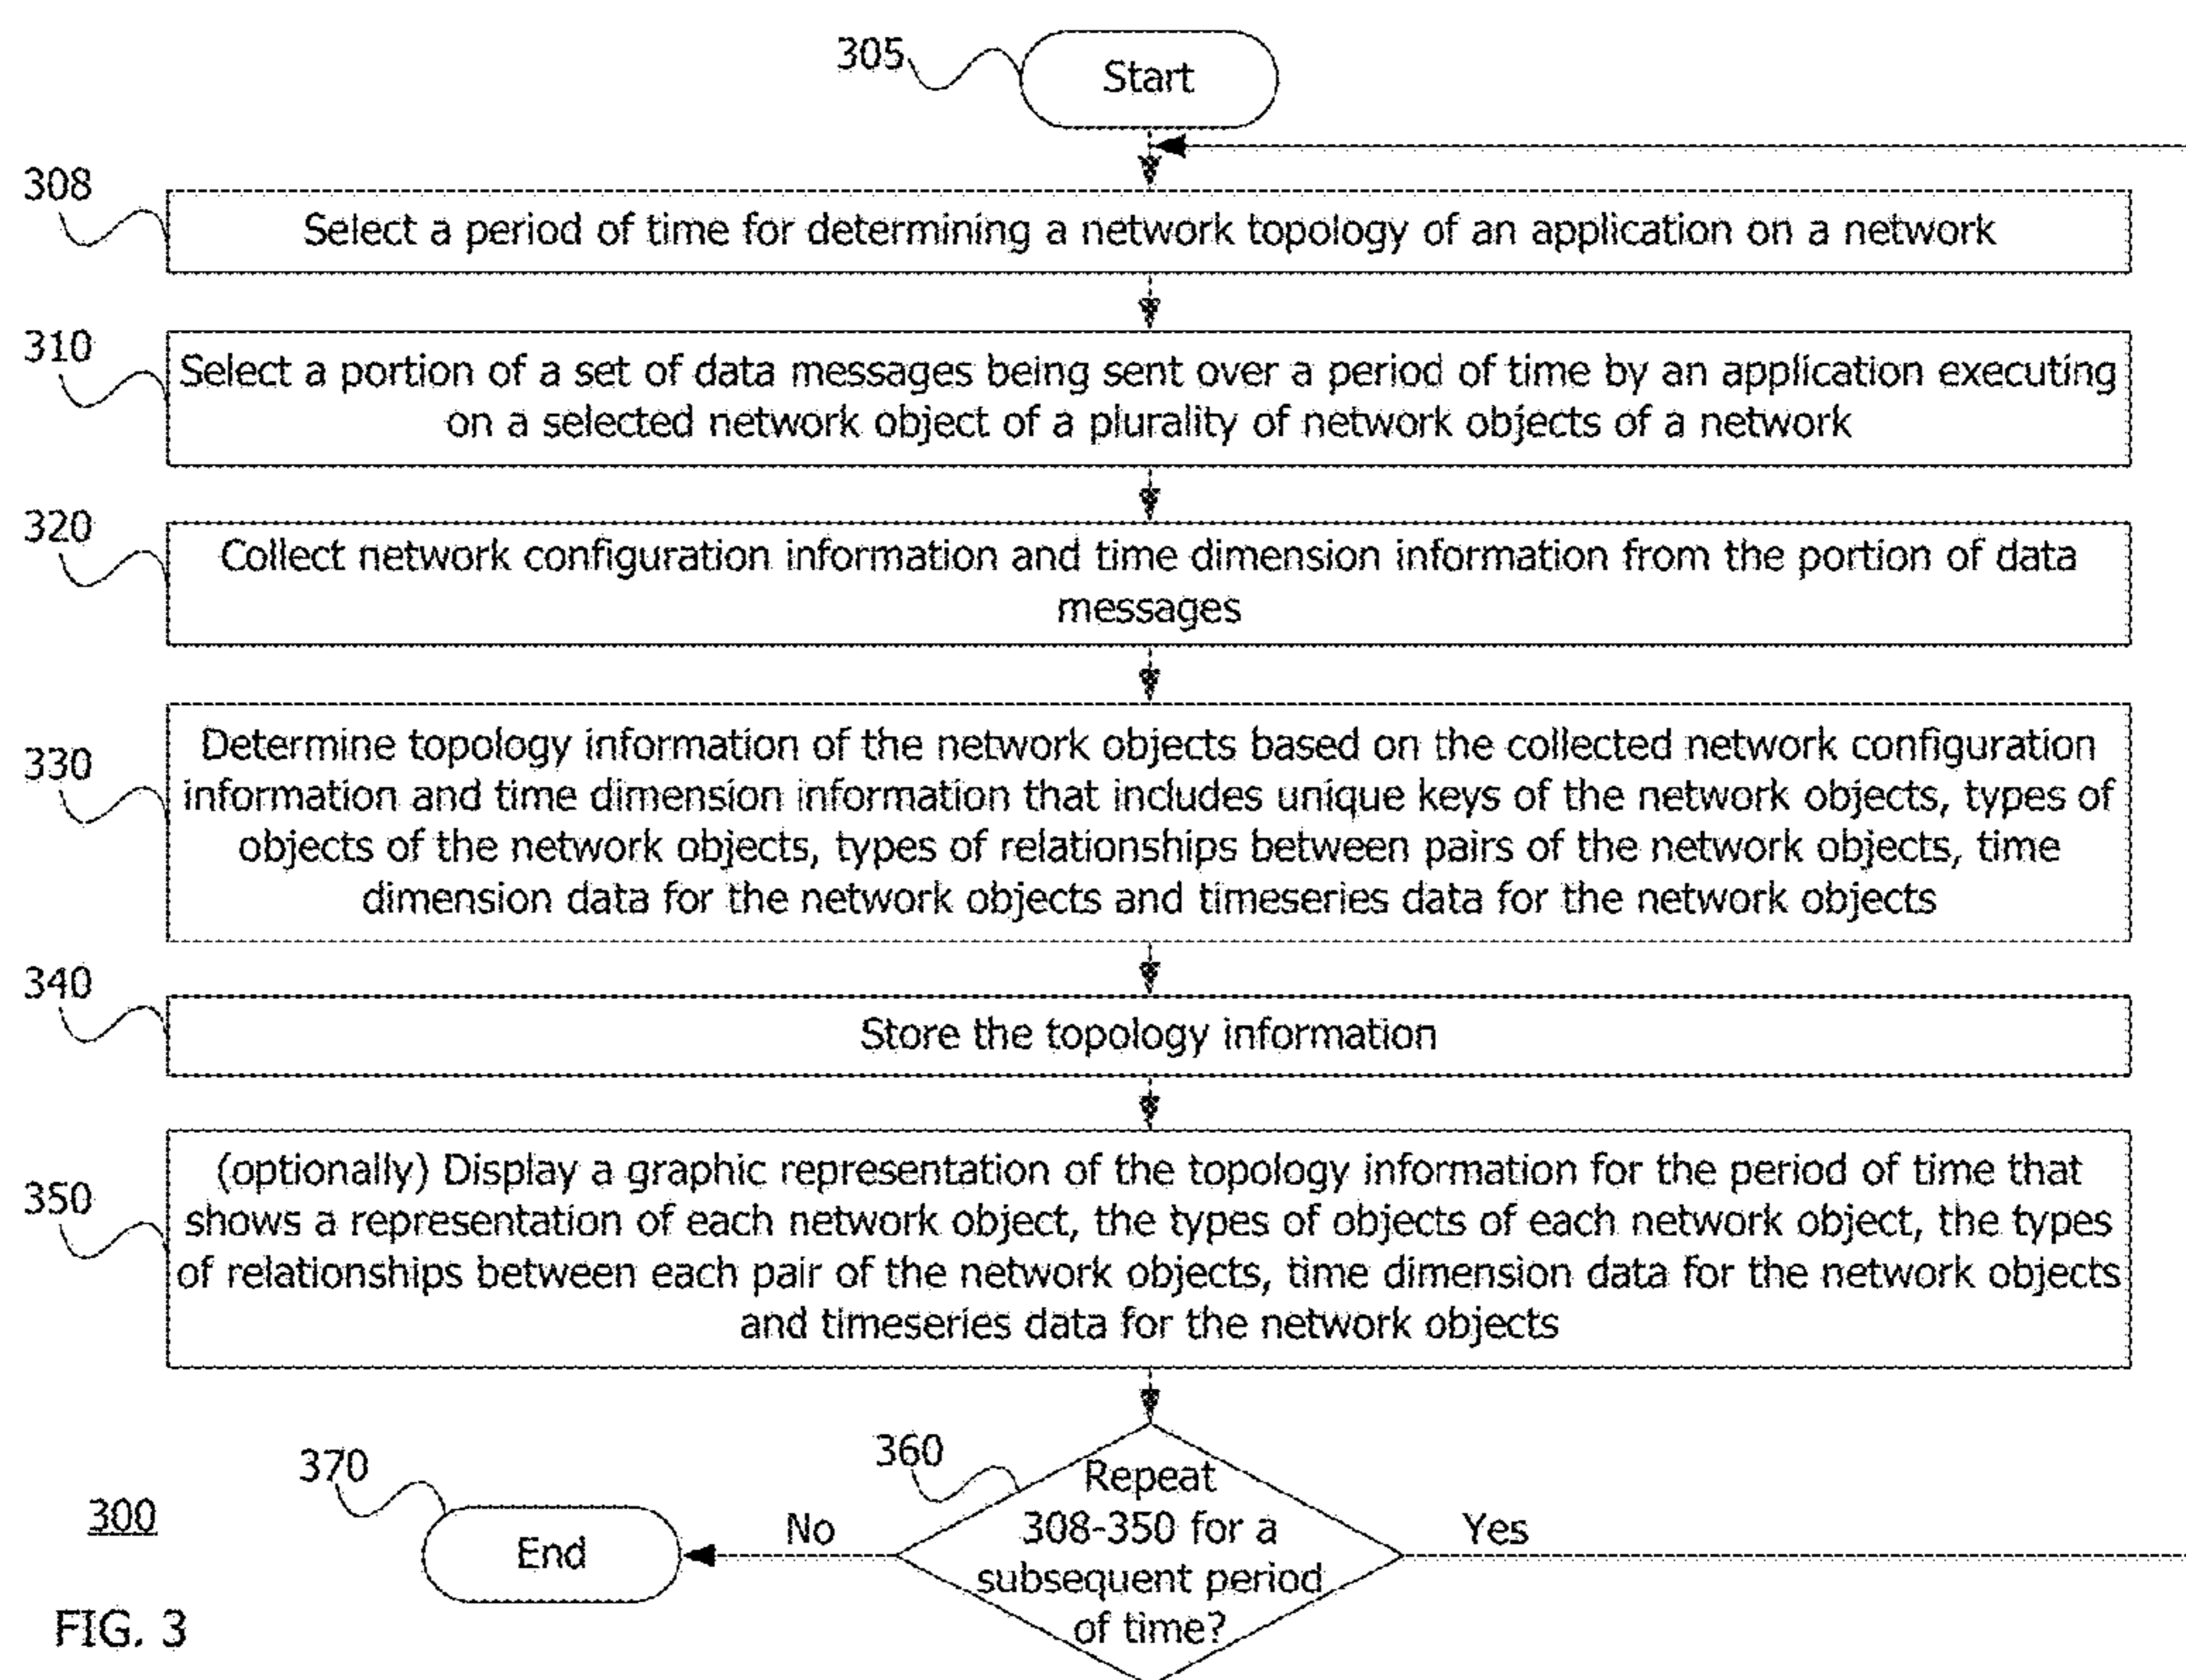 305
Start
308
Select a period of time for determining a network topology of an application on a network
310
Select a portion of a set of data messages being sent over a period of time by an application executing
on a selected network object of a plurality of network objects of a network
320
Collect network configuration information and time dimension information from the portion of data
messages
330
Determine topology information of the network objects based on the collected network configuration
information and time dimension information that includes unique keys of the network objects, types of
objects of the network objects, types of relationships between pairs of the network objects, time
dimension data for the network objects and timeseries data for the network objects
340
Store the topology information
350
(optionally) Display a graphic representation of the topology information for the period of time that
shows a representation of each network object, the types of objects of each network object, the types
of relationships between each pair of the network objects, time dimension data for the network objects
and timeseries data for the network objects
360
Repeat
308-350 for a
subsequent period
of time?
Yes
No
370
End
300
FIG. 3